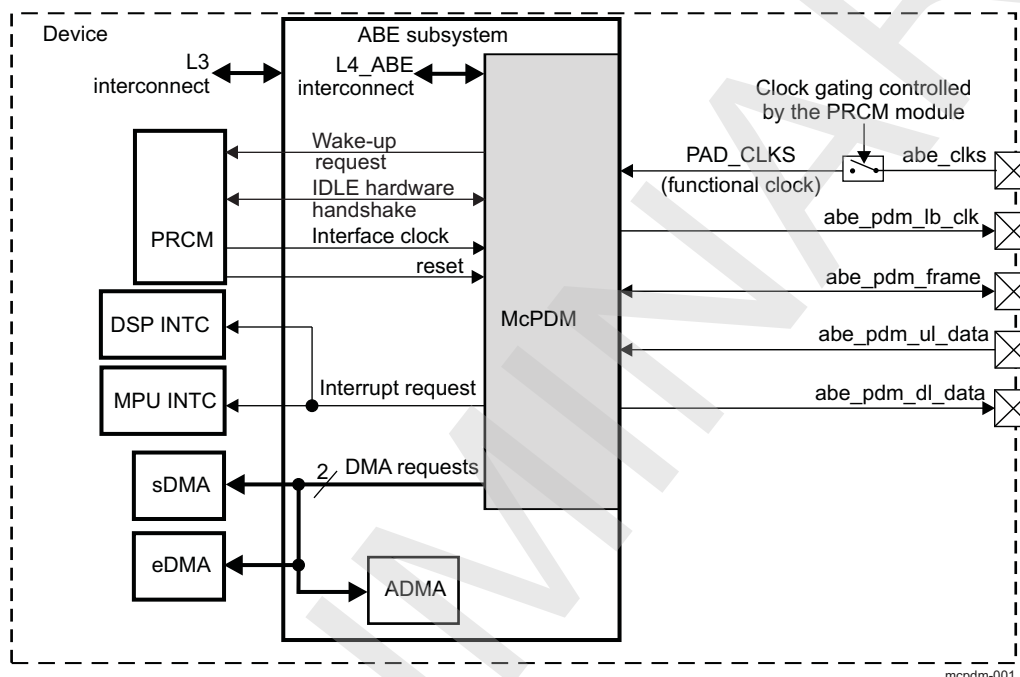 Device
ABE subsystem
L3
interconnect
L4_ABE
interconnect
Clock gating controlled
by the PRCM module
Wake-up
request
PAD_CLKS
abe_clks
(functional clock)
IDLE hardware
handshake
PRCM
Interface clock
abe_pdm_lb_clk
reset
abe_pdm_frame
DSP INTC
McPDM
abe_pdm_ul_data
MPU INTC
Interrupt request
abe_pdm_dl_data
sDMA
2
DMA requests
eDMA
ADMA
mcpdm-001